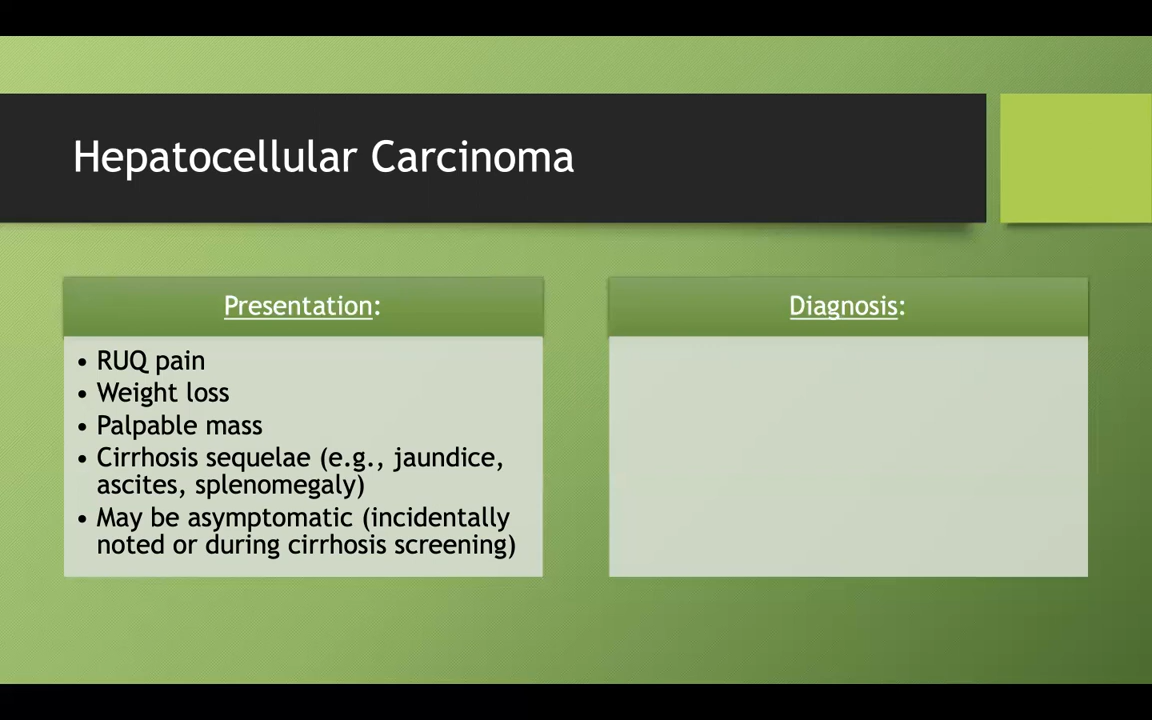 Hepatocellular Carcinoma
Presentation:
• RUQ pain
• Weight loss
• Palpable mass
• Cirrhosis sequelae (e.g., jaundice,
ascites, splenomegaly)
• May be asymptomatic (incidentally
noted or during cirrhosis screening)
Diagnosis: